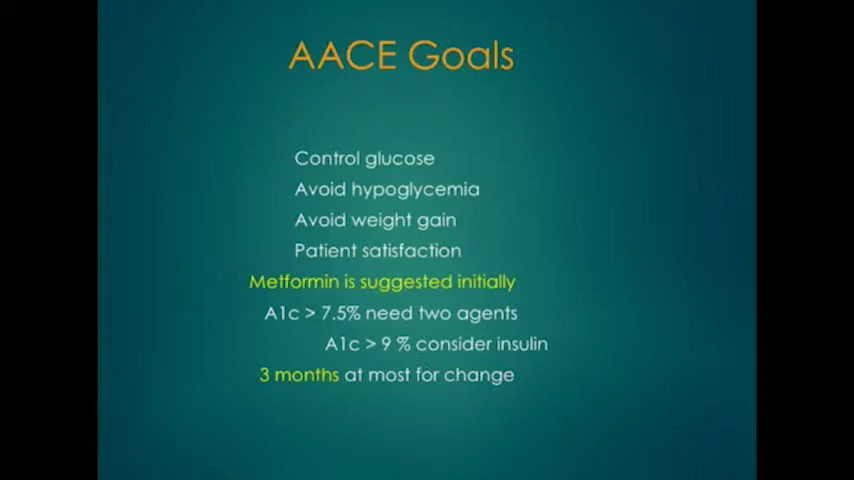 AACE Goals
Control glucose
Avoid hypoglycemia
Avoid weight gain
Patient satisfaction
Metformin is suggested initially
A1c > 7.5% need two agents
A1c > 9 % consider insulin
3 months at most for change